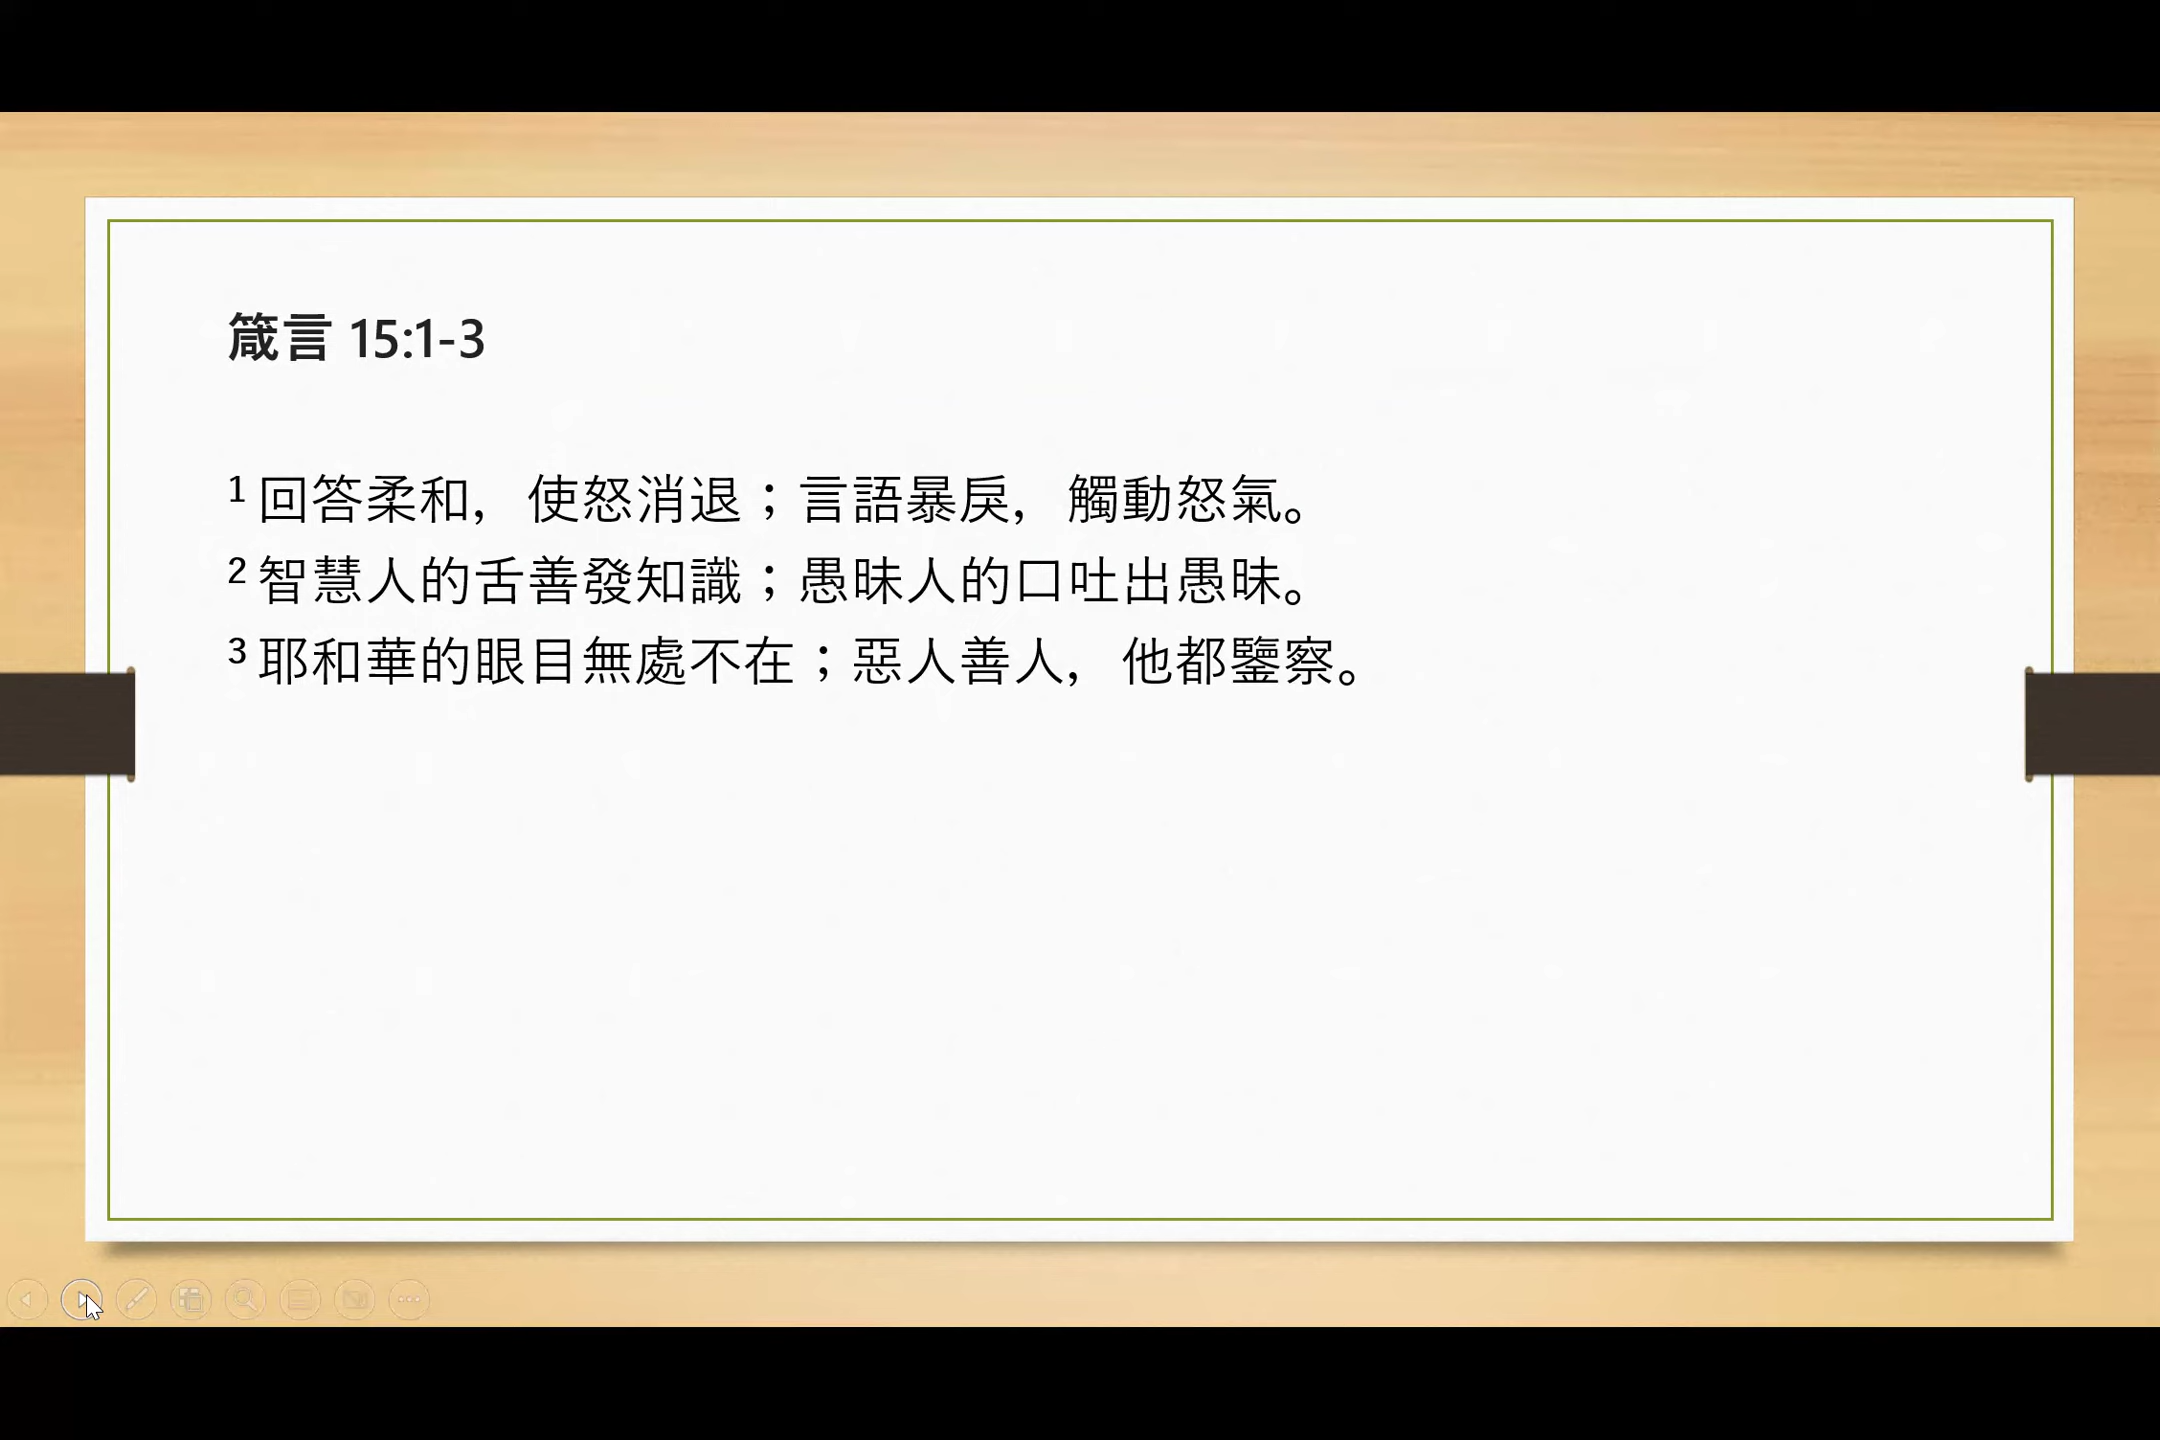 箴言 15:1-3
1 回答柔和，使怒消退；言語暴戾，觸動怒氣。
2 智慧人的舌善發知識；愚昧人的口吐出愚昧。
3 耶和華的眼目無處不在；惡人善人，他都鑒察。